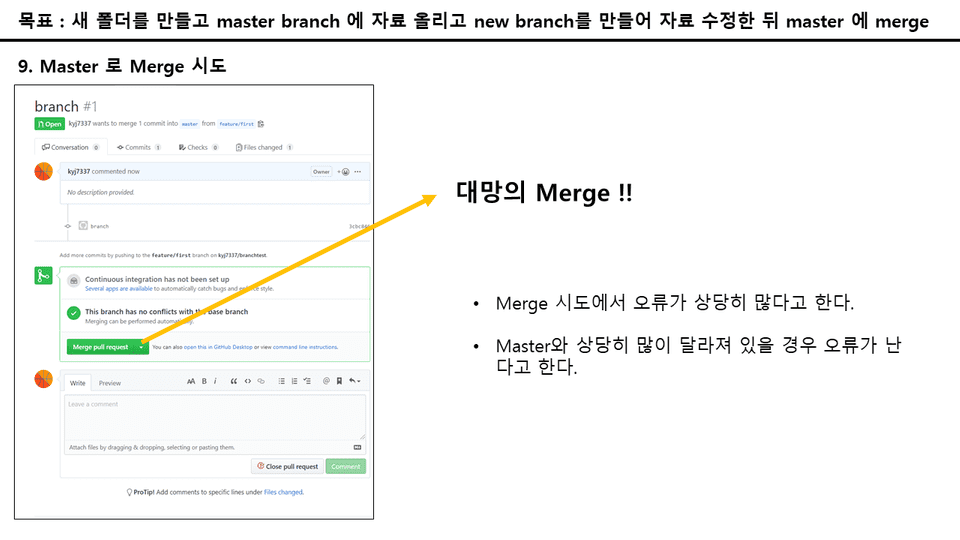 목표 : 새 폴더를 만들고 master branch 에 자료 올리고 new branch를 만들어 자료 수정한 뒤 master 에 merge
9. Master 로 Merge 시도
branch #1
Open kyj7337 wants to merge 1 commit into master from feature/first
Conversation 0 Commits 1 Checks 0 Files changed 1
kyj7337 commented now Owner
No description provided.
branch
Add more commits by pushing to the feature/first branch on kyj7337/branchtest.
Continuous integration has not been set up
Several apps are available to automatically catch bugs and enforce style.
This branch has no conflicts with the base branch
Merging can be performed automatically.
Merge pull request You can also open this in GitHub Desktop or view command line instructions.
Write Preview AA B i
Leave a comment
Attach files by dragging & dropping, selecting or pasting them.
Close pull request Comment
ProTip! Add comments to specific lines under Files changed.
대망의 Merge !!
• Merge 시도에서 오류가 상당히 많다고 한다.
• Master와 상당히 많이 달라져 있을 경우 오류가 난
다고 한다.